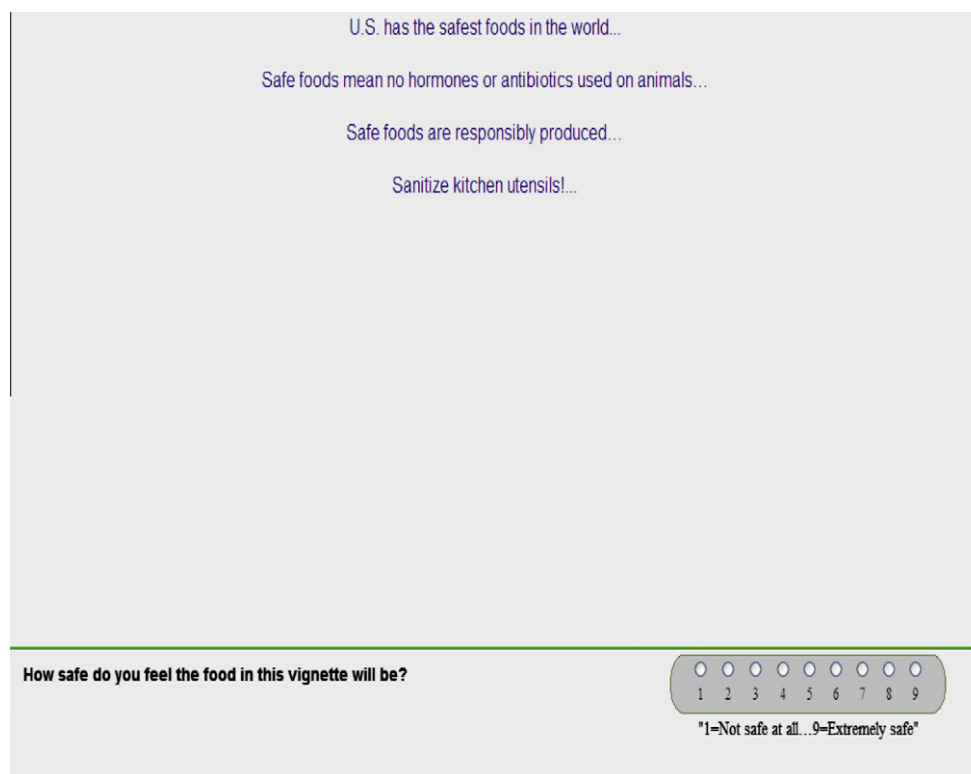 U.S. has the safest foods in the world...
Safe foods mean no hormones or antibiotics used on animals...
Safe foods are responsibly produced...
Sanitize kitchen utensils!...
How safe do you feel the food in this vignette will be?
1 2 3 4 5 6 7 8 9
"1=Not safe at all...9=Extremely safe"